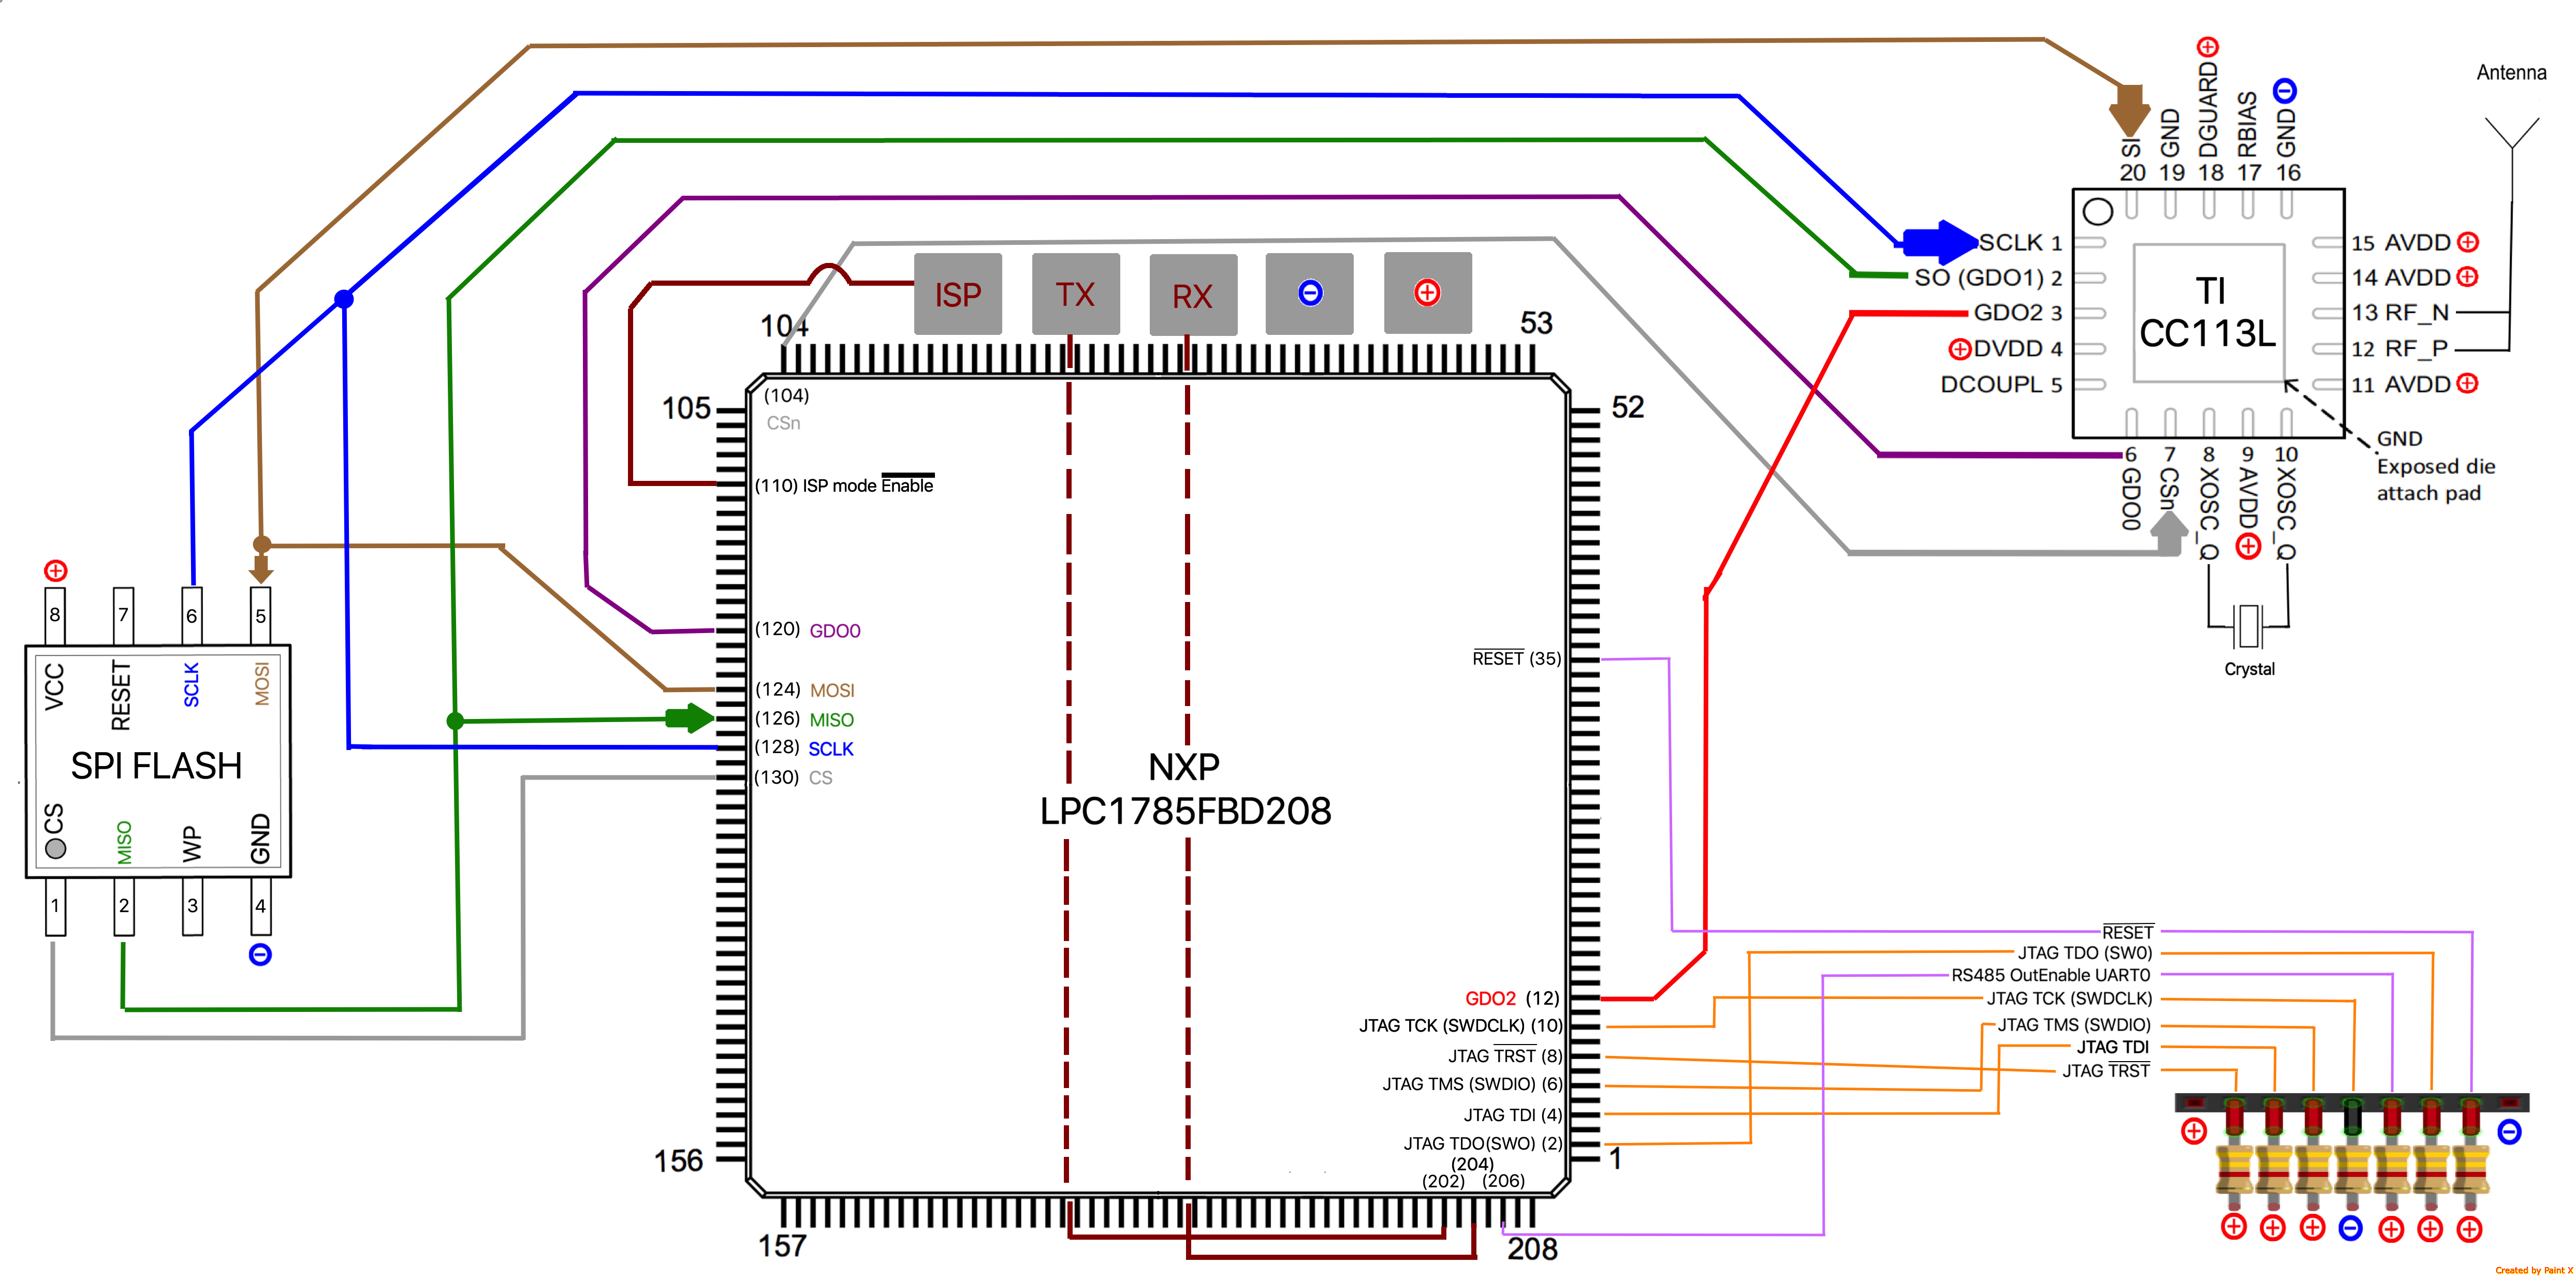 Antenna
SI
GND
DGUARD
RBIAS
GND
20 19 18 17 16
SCLK 1
SO (GDO1) 2
GDO2 3
DVDD 4
DCOUPL 5
TI
CC113L
15 AVDD
14 AVDD
13 RF_N
12 RF_P
11 AVDD
6 7 8 9 10
GDO0
CSn
XOSC_Q
AVDD
XOSC_Q
GND
Exposed die
attach pad
Crystal
ISP TX RX
104
53
105
52
(104)
CSn
(110) ISP mode Enable
(120) GDO0
(124) MOSI
(126) MISO
(128) SCLK
(130) CS
NXP
LPC1785FBD208
RESET (35)
GDO2 (12)
JTAG TCK (SWDCLK) (10)
JTAG TRST (8)
JTAG TMS (SWDIO) (6)
JTAG TDI (4)
JTAG TDO(SWO) (2)
(204)
(202) (206)
156
1
157
208
8 7 6 5
VCC
RESET
SCLK
MOSI
SPI FLASH
CS
MISO
WP
GND
1 2 3 4
RESET
JTAG TDO (SW0)
RS485 OutEnable UART0
JTAG TCK (SWDCLK)
JTAG TMS (SWDIO)
JTAG TDI
JTAG TRST
Created by Paint X